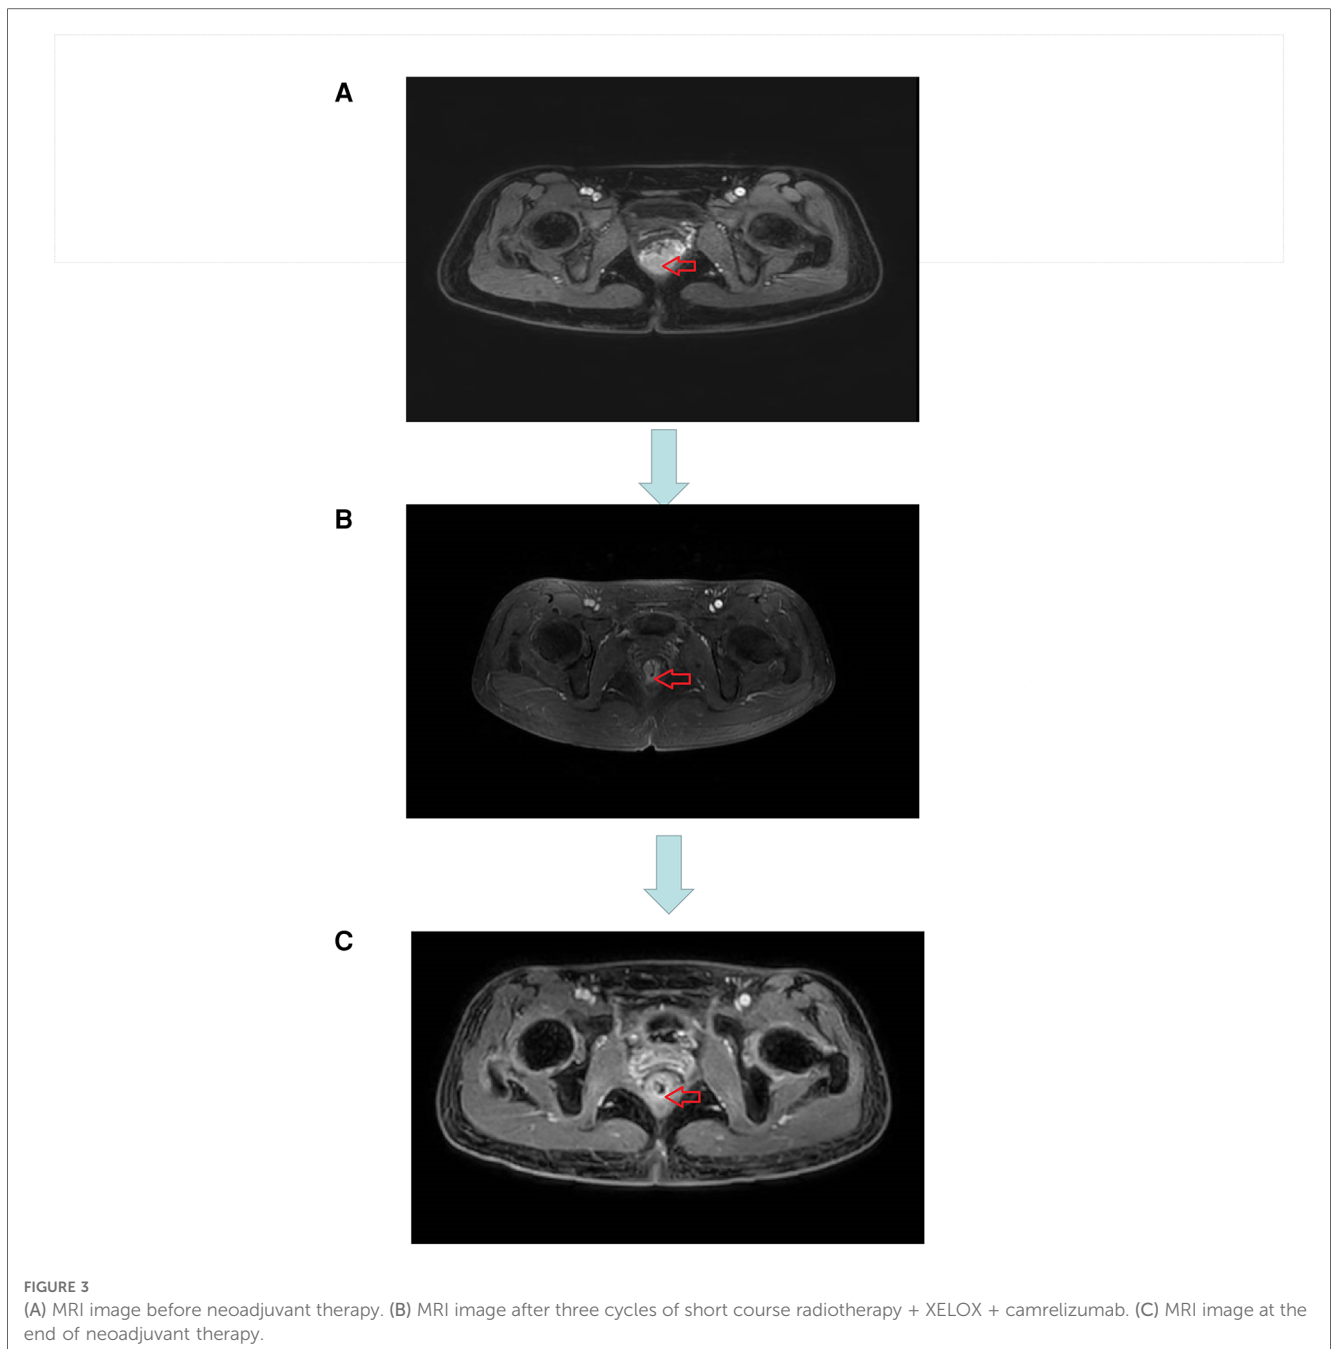 A
B
C
FIGURE 3
(A) MRI image before neoadjuvant therapy. (B) MRI image after three cycles of short course radiotherapy + XELOX + camrelizumab. (C) MRI image at the
end of neoadjuvant therapy.